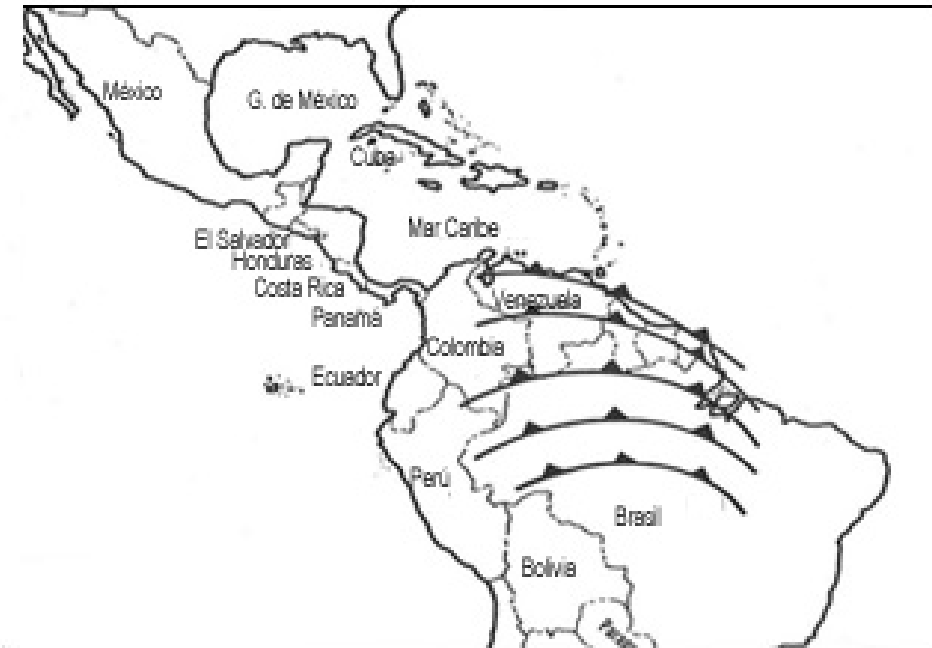 México
G. de México
Cuba
Mar Caribe
El Salvador
Honduras
Costa Rica
Venezuela
Panamá
Colombia
Ecuador
Perú
Brasil
Bolivia